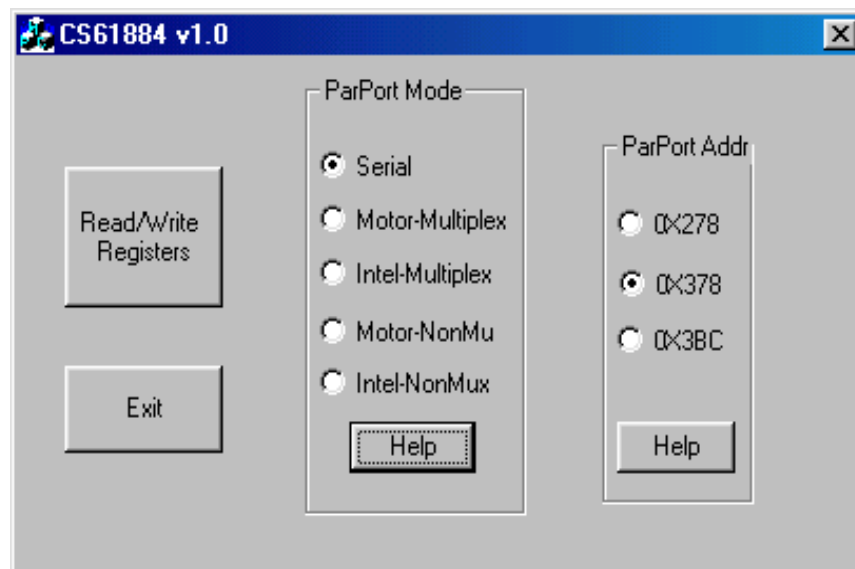 CS61884 v1.0
Read/Write
Registers
Exit
ParPort Mode
Serial
Motor-Multiplex
Intel-Multiplex
Motor-NonMu
Intel-NonMux
Help
ParPort Addr
0X278
0X378
0X3BC
Help